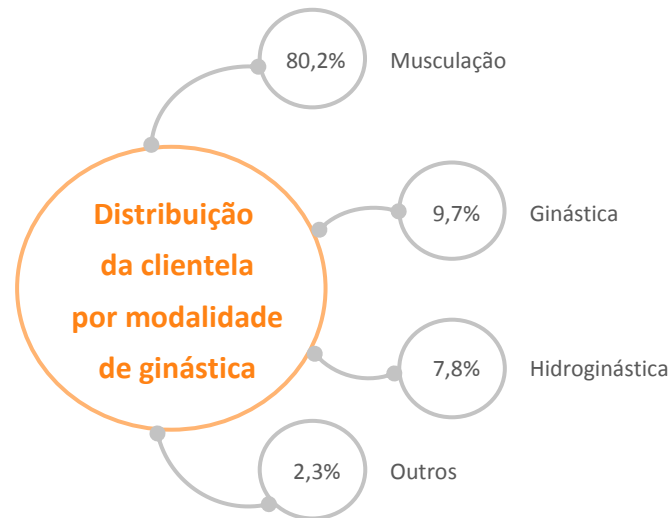 80,2% Musculação
Distribuição
da clientela
por modalidade
de ginástica
9,7% Ginástica
7,8% Hidroginástica
2,3% Outros